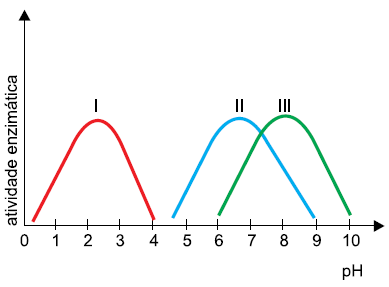 atividade enzimática
I II III
0 1 2 3 4 5 6 7 8 9 10
pH